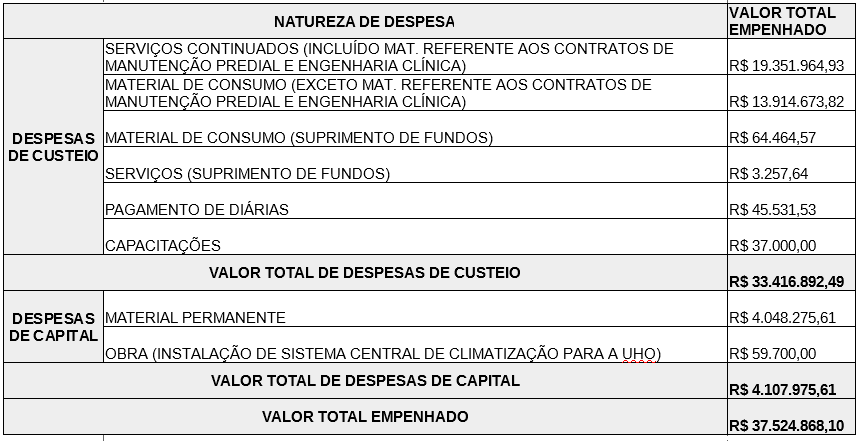 NATUREZA DE DESPESA
VALOR TOTAL
EMPENHADO
DESPESAS
DE CUSTEIO
SERVIÇOS CONTINUADOS (INCLUÍDO MAT. REFERENTE AOS CONTRATOS DE
MANUTENÇÃO PREDIAL E ENGENHARIA CLÍNICA)
R$ 19.351.964,93
MATERIAL DE CONSUMO (EXCETO MAT. REFERENTE AOS CONTRATOS DE
MANUTENÇÃO PREDIAL E ENGENHARIA CLÍNICA)
R$ 13.914.673,82
MATERIAL DE CONSUMO (SUPRIMENTO DE FUNDOS)
R$ 64.464,57
SERVIÇOS (SUPRIMENTO DE FUNDOS)
R$ 3.257,64
PAGAMENTO DE DIÁRIAS
R$ 45.531,53
CAPACITAÇÕES
R$ 37.000,00
VALOR TOTAL DE DESPESAS DE CUSTEIO
R$ 33.416.892,49
DESPESAS
DE CAPITAL
MATERIAL PERMANENTE
R$ 4.048.275,61
OBRA (INSTALAÇÃO DE SISTEMA CENTRAL DE CLIMATIZAÇÃO PARA A UHO)
R$ 59.700,00
VALOR TOTAL DE DESPESAS DE CAPITAL
R$ 4.107.975,61
VALOR TOTAL EMPENHADO
R$ 37.524.868,10